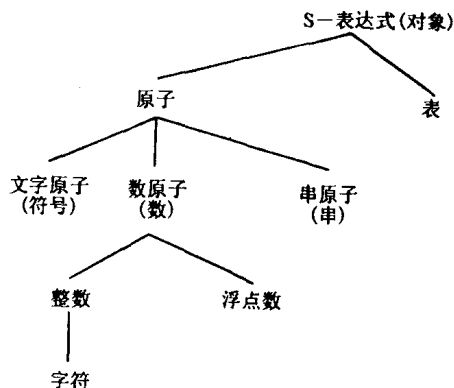 S－表达式(对象)
原子
表
文字原子
(符号)
数原子
(数)
串原子
(串)
整数
浮点数
字符